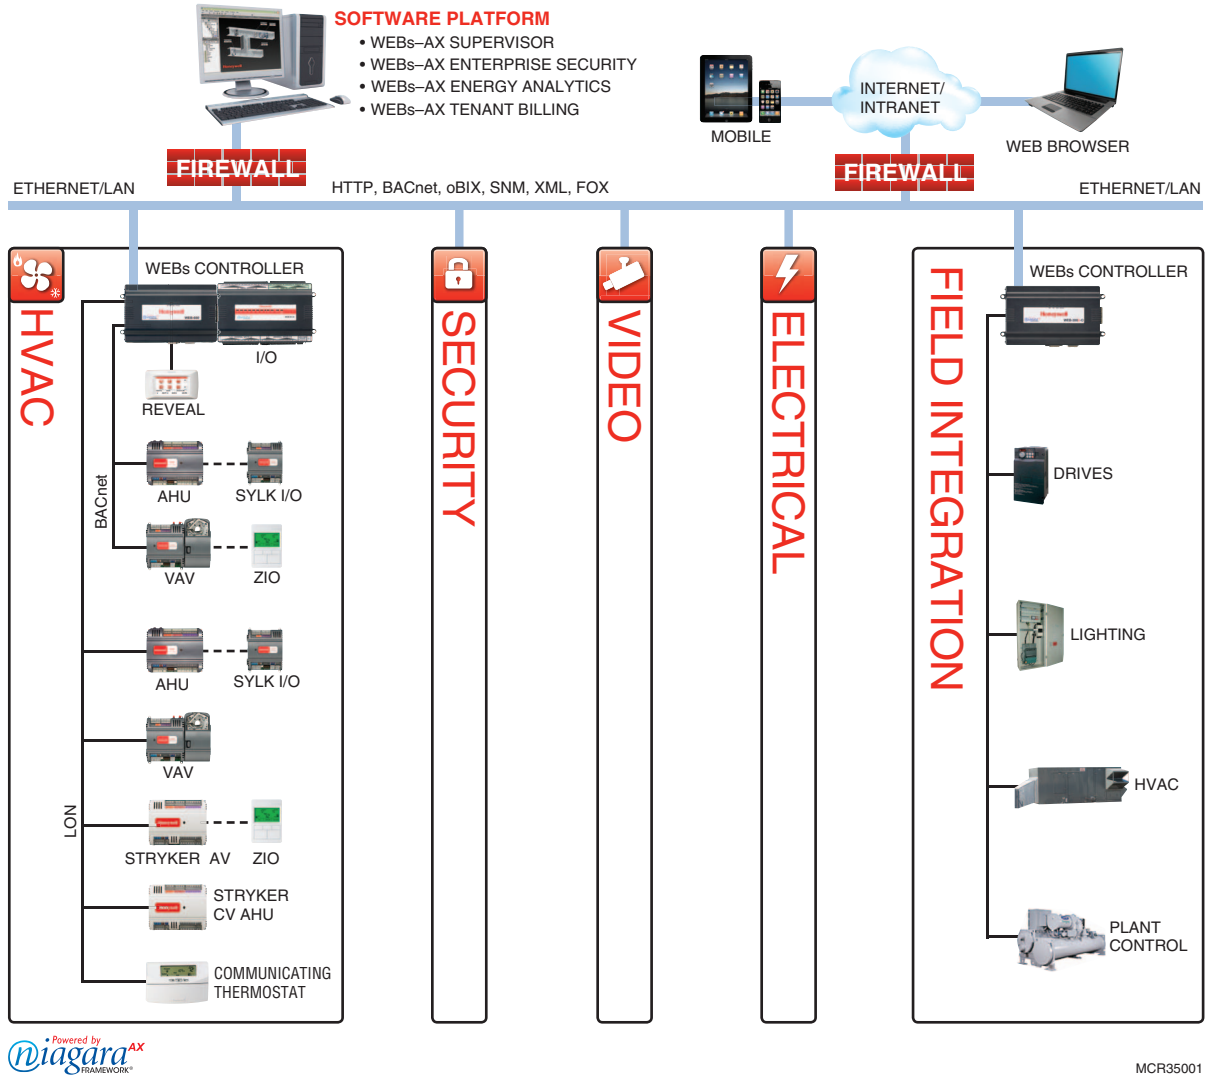 SOFTWARE PLATFORM
• WEBs–AX SUPERVISOR
• WEBs–AX ENTERPRISE SECURITY
• WEBs–AX ENERGY ANALYTICS
• WEBs–AX TENANT BILLING
MOBILE
INTERNET/
INTRANET
WEB BROWSER
FIREWALL
FIREWALL
ETHERNET/LAN
HTTP, BACnet, oBIX, SNM, XML, FOX
ETHERNET/LAN
HVAC
WEBs CONTROLLER
Honeywell
I/O
REVEAL
BACnet
AHU
SYLK I/O
VAV
ZIO
AHU
SYLK I/O
VAV
LON
STRYKER AV
ZIO
STRYKER
CV AHU
COMMUNICATING
THERMOSTAT
SECURITY
VIDEO
ELECTRICAL
FIELD INTEGRATION
WEBs CONTROLLER
Honeywell
DRIVES
LIGHTING
HVAC
PLANT
CONTROL
• Powered by
niagaraAX
FRAMEWORK®
MCR35001